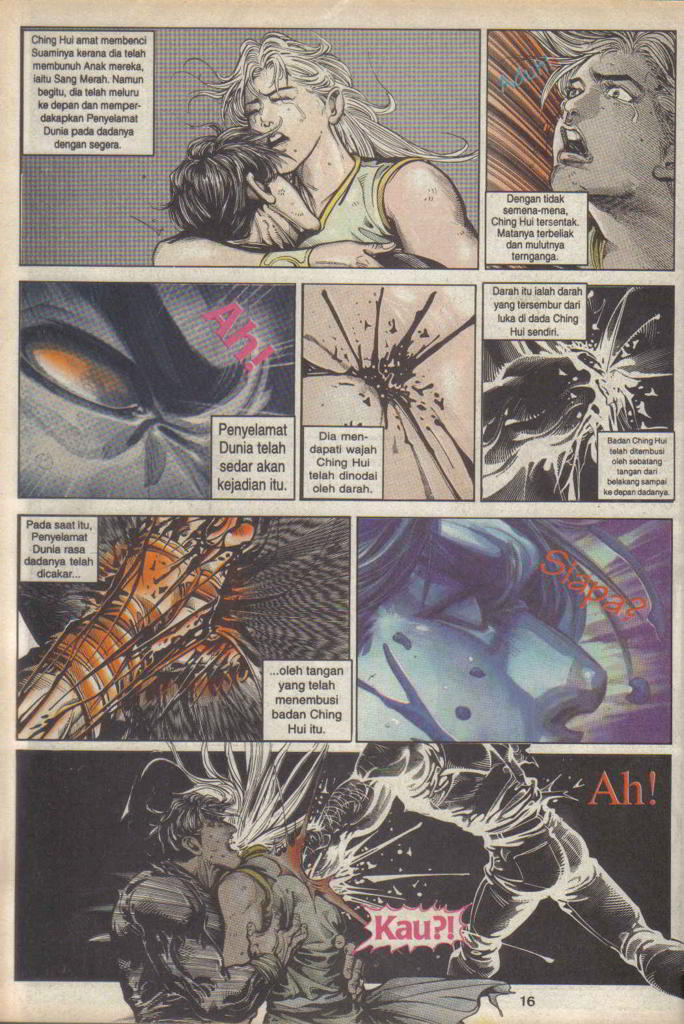 Ching Hui amat membenci
Suaminya kerana dia telah
membunuh Anak mereka,
iaitu Sang Merah. Namun
begitu, dia telah meluru
ke depan dan memper-
dakapkan Penyelamat
Dunia pada dadanya
dengan segera.
Aduh!
Dengan tidak
semena-mena,
Ching Hui tersentak.
Matanya terbeliak
dan mulutnya
ternganga.
Ah!
Penyelamat
Dunia telah
sedar akan
kejadian itu.
Dia men-
dapati wajah
Ching Hui
telah dinodai
oleh darah.
Darah itu ialah darah
yang tersembur dari
luka di dada Ching
Hui sendiri.
Badan Ching Hui
telah ditembusi
oleh sebatang
tangan dari
belakang sampai
ke depan dadanya.
Pada saat itu,
Penyelamat
Dunia rasa
dadanya telah
dicakar...
...oleh tangan
yang telah
menembusi
badan Ching
Hui itu.
Siapa?
Ah!
Kau?!
16